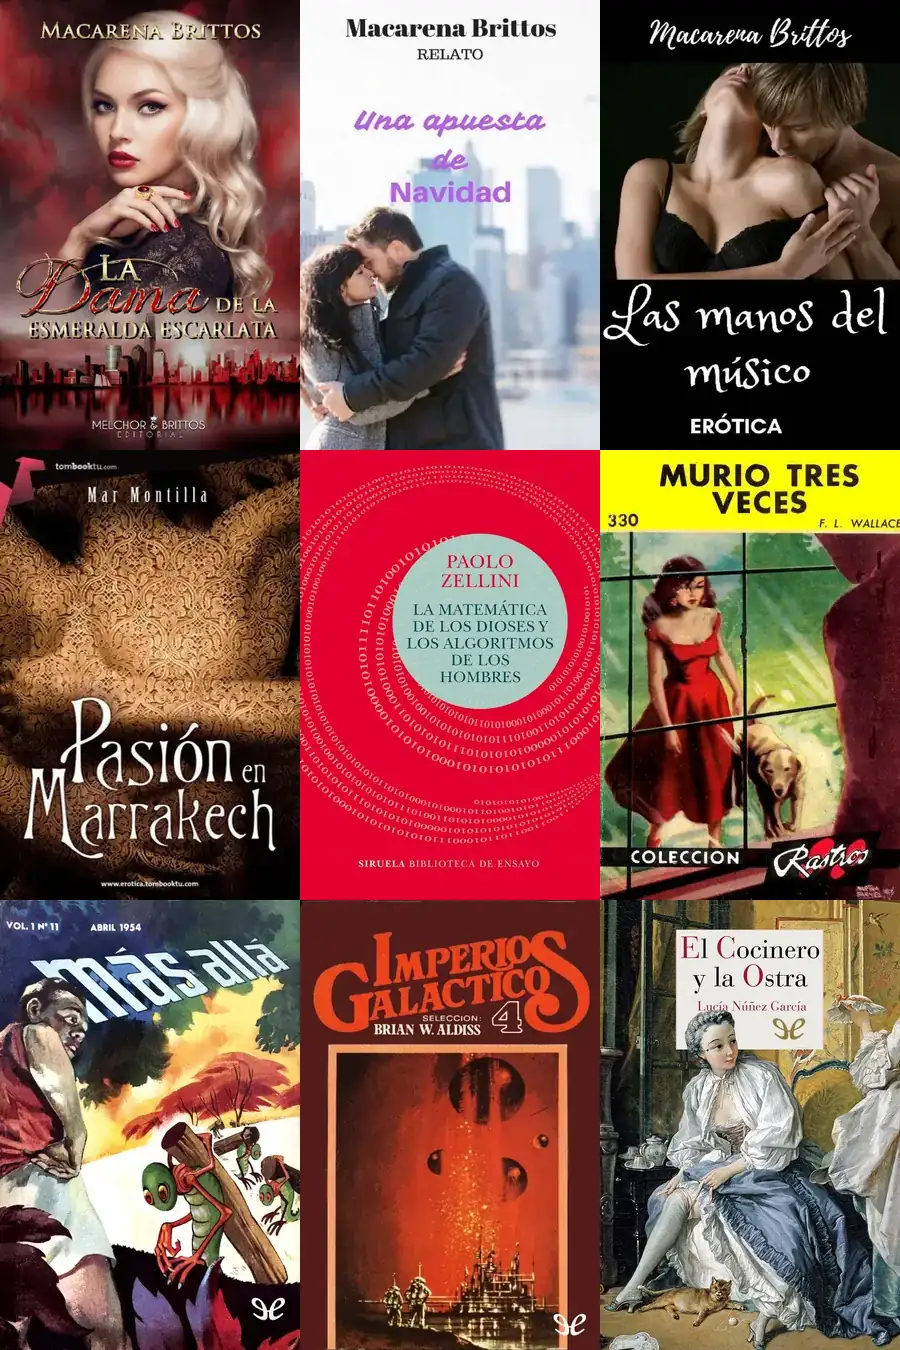 MACARENA BRITTOS
LA
Dama DE LA
ESMERALDA ESCARLATA
MELCHOR & BRITTOS
EDITORIAL
Macarena Brittos
RELATO
Una apuesta
de
Navidad
Macarena Brittos
Las manos del
músico
ERÓTICA
tombooktu.com
Mar Montilla
Pasión en
Marrakech
www.erotica.tombooktu.com
PAOLO
ZELLINI
LA MATEMÁTICA
DE LOS DIOSES Y
LOS ALGORITMOS
DE LOS
HOMBRES
SIRUELA BIBLIOTECA DE ENSAYO
MURIO TRES
VECES
330
F. L. WALLACE
COLECCION Rastros
VOL. 1 Nº 11 ABRIL 1954
más allá
IMPERIOS
GALACTICOS
SELECCION:
BRIAN W. ALDISS 4
El Cocinero
y la Ostra
Lucía Núñez García